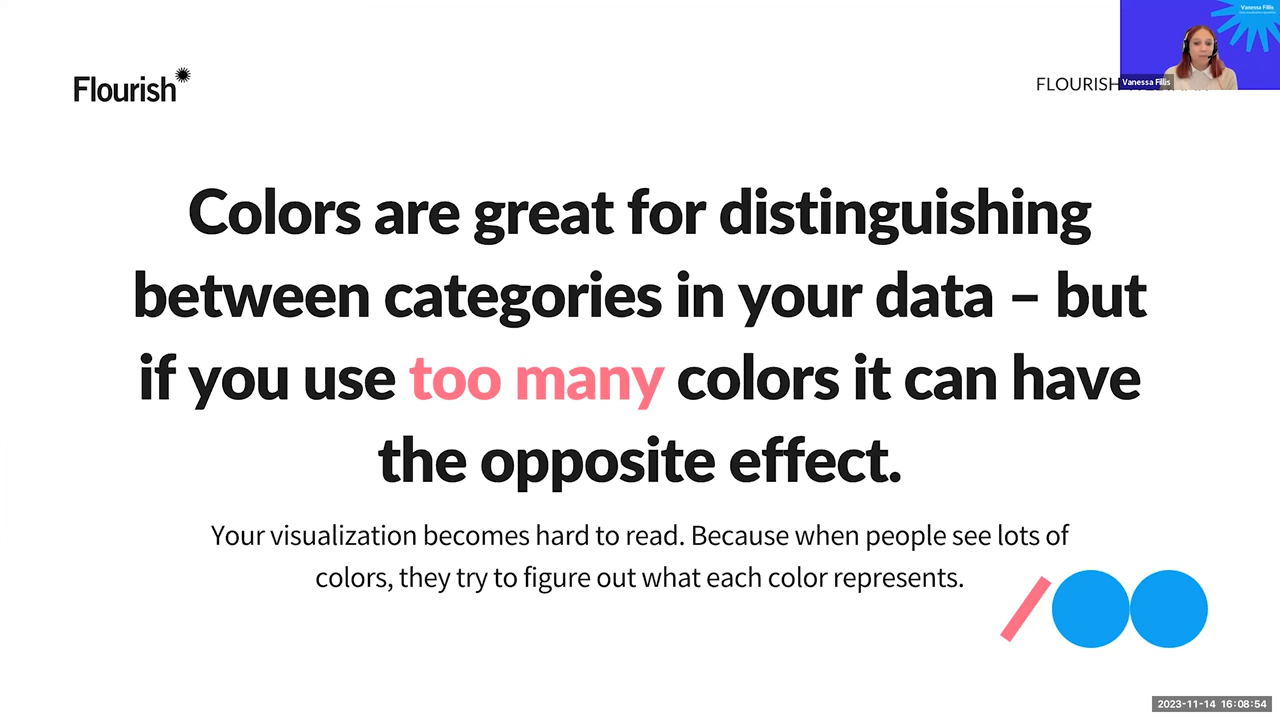 Vanessa Fillis
Vanessa Fillis
Flourish
FLOURISH
Colors are great for distinguishing
between categories in your data – but
if you use too many colors it can have
the opposite effect.
Your visualization becomes hard to read. Because when people see lots of
colors, they try to figure out what each color represents.
2023-11-14 16:08:54